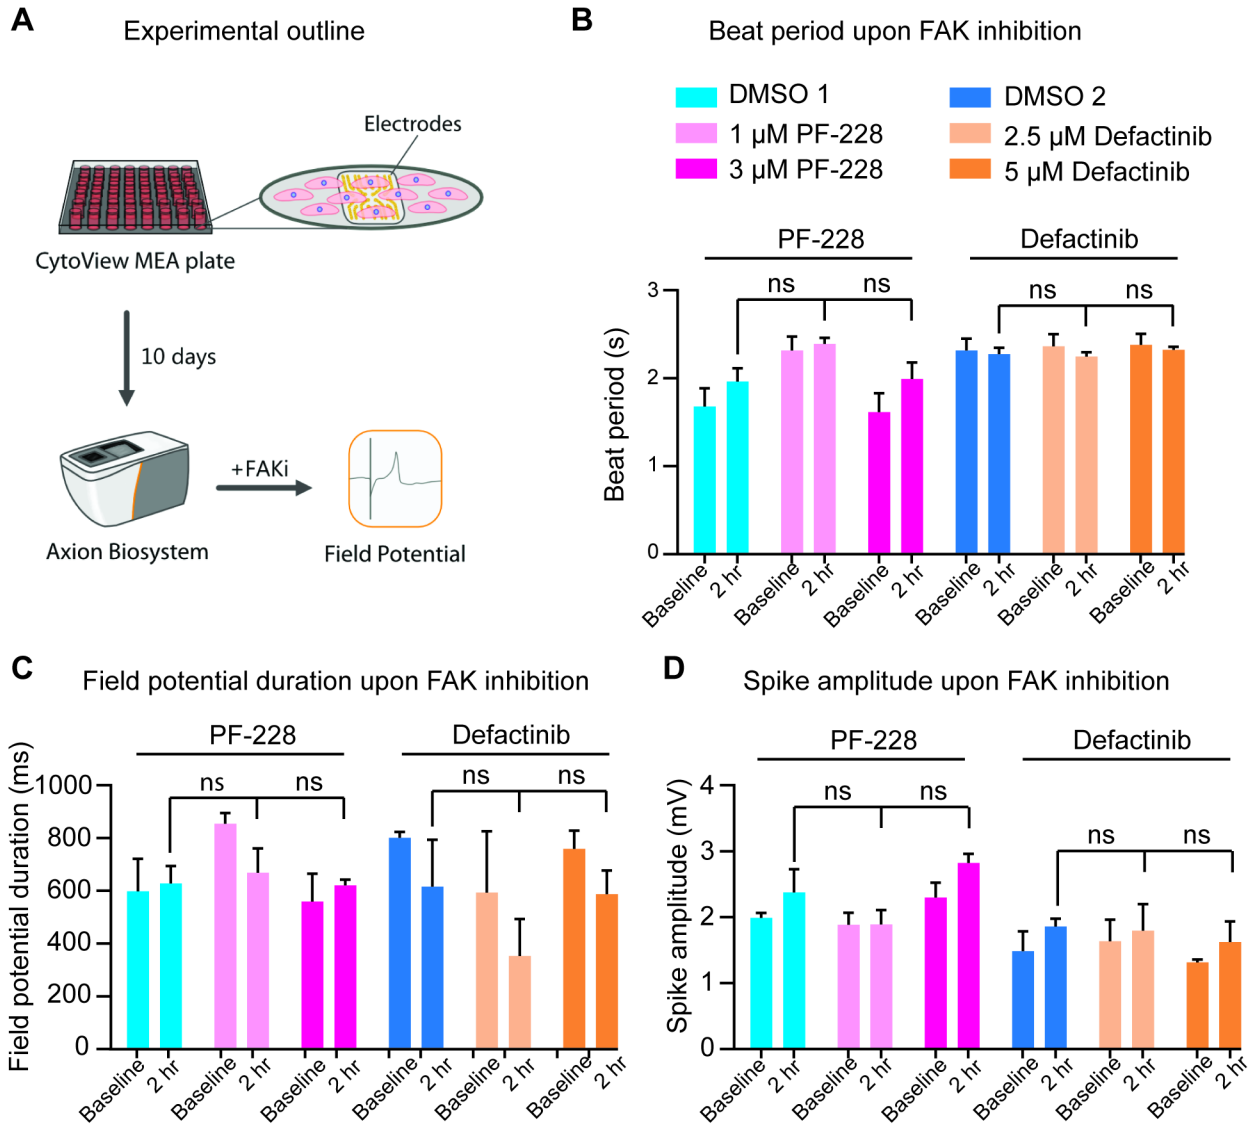 A
Experimental outline
Electrodes
CytoView MEA plate
10 days
+FAKi
Axion Biosystem
Field Potential
B
Beat period upon FAK inhibition
DMSO 1
1 µM PF-228
3 µM PF-228
DMSO 2
2.5 µM Defactinib
5 µM Defactinib
PF-228
Defactinib
ns
ns
ns
ns
Beat period (s)
3
2
1
0
Baseline
2 hr
Baseline
2 hr
Baseline
2 hr
Baseline
2 hr
Baseline
2 hr
Baseline
2 hr
C
Field potential duration upon FAK inhibition
PF-228
Defactinib
ns
ns
ns
ns
Field potential duration (ms)
1000
800
600
400
200
0
Baseline
2 hr
Baseline
2 hr
Baseline
2 hr
Baseline
2 hr
Baseline
2 hr
Baseline
2 hr
D
Spike amplitude upon FAK inhibition
PF-228
Defactinib
ns
ns
ns
ns
Spike amplitude (mV)
4
3
2
1
0
Baseline
2 hr
Baseline
2 hr
Baseline
2 hr
Baseline
2 hr
Baseline
2 hr
Baseline
2 hr